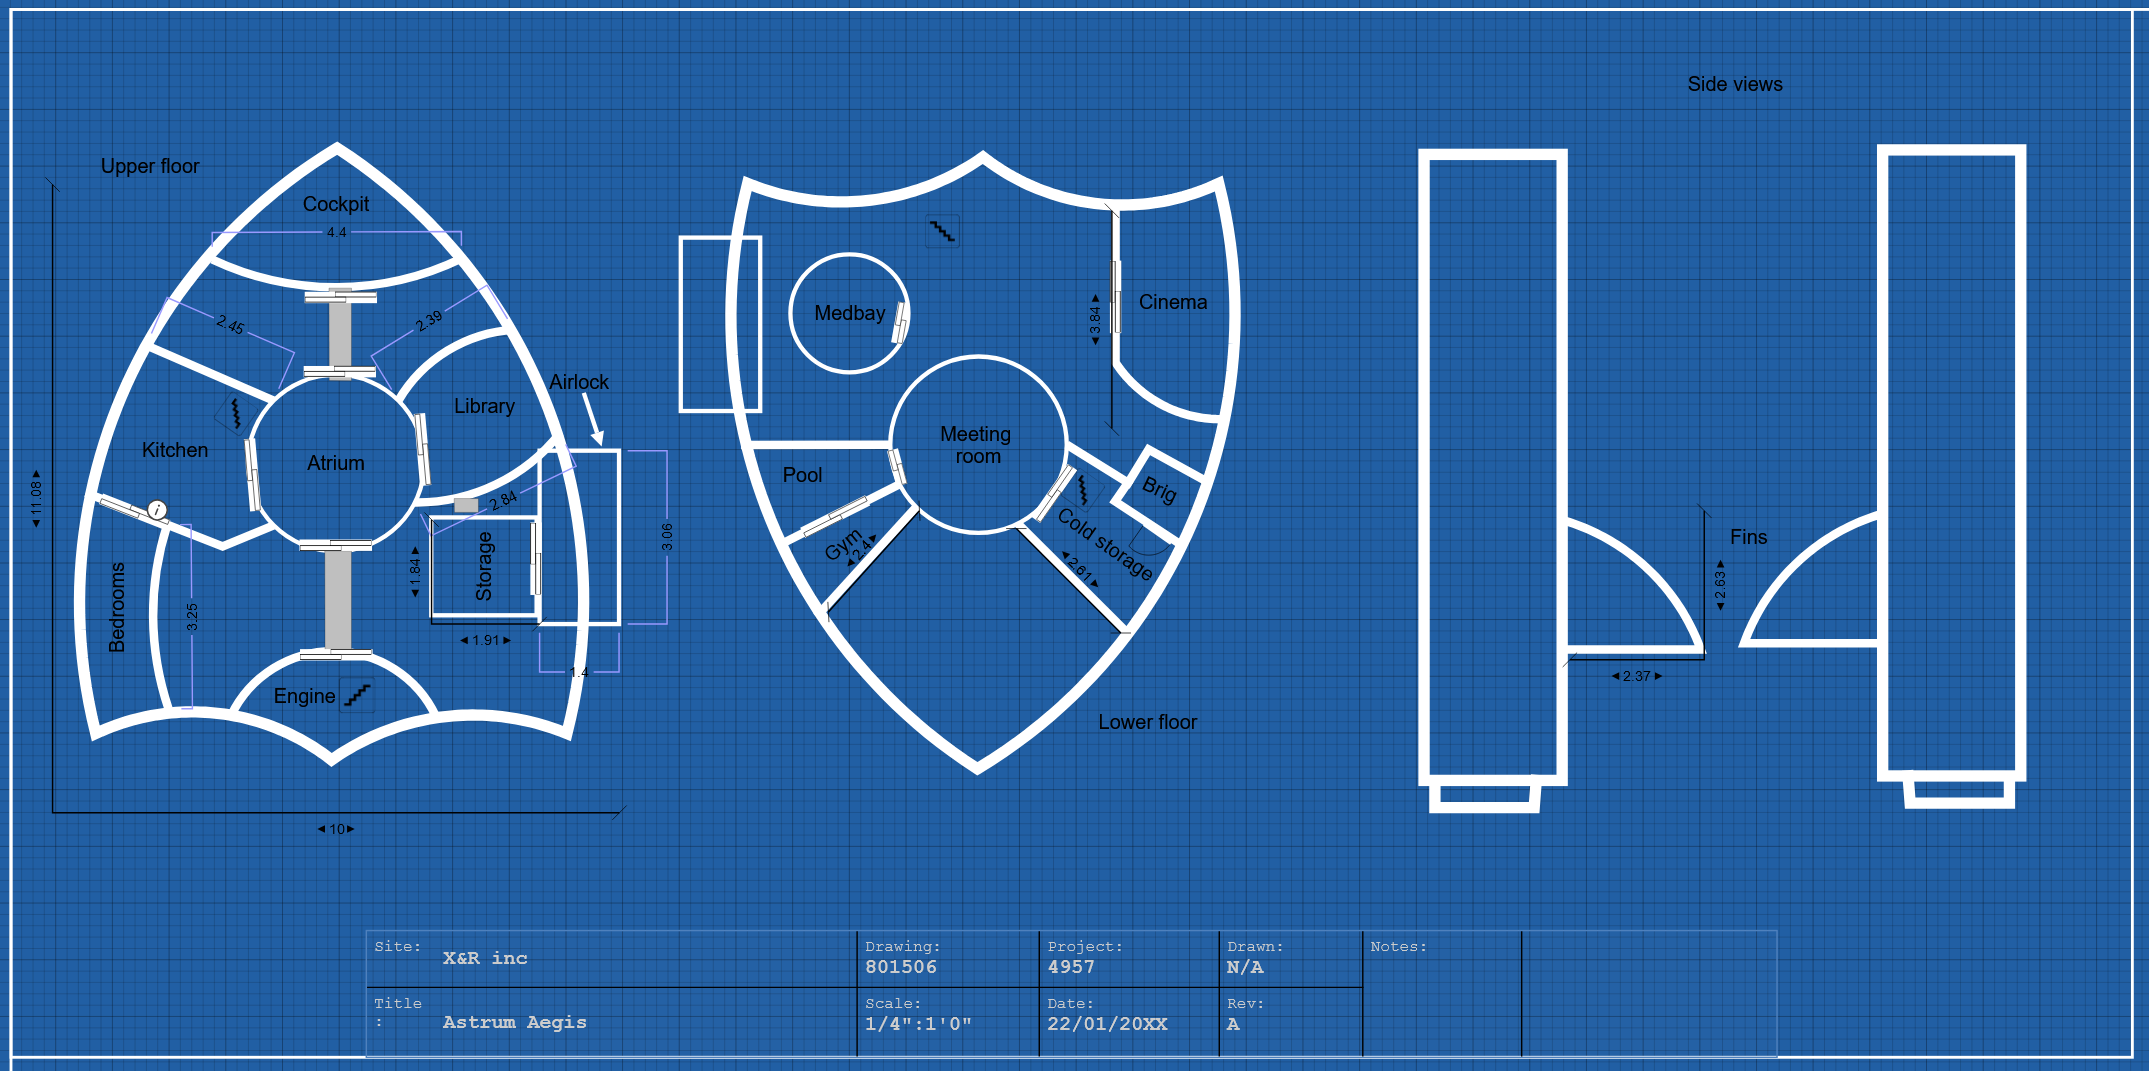 Side views
Upper floor
Cockpit
4.4
2.45
2.39
Airlock
Library
Kitchen
Atrium
11.08
i
2.84
3.06
Storage
1.84
Bedrooms
3.25
1.91
1.4
Engine
10
Medbay
Cinema
3.84
Meeting
room
Pool
Brig
Gym
2.4
Cold storage
2.61
Lower floor
Fins
2.63
2.37
Site:
X&R inc
Drawing:
801506
Project:
4957
Drawn:
N/A
Notes:
Title
:
Astrum Aegis
Scale:
1/4":1'0"
Date:
22/01/20XX
Rev:
A